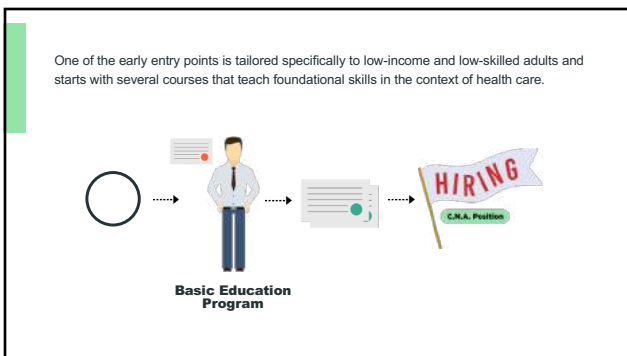 One of the early entry points is tailored specifically to low-income and low-skilled adults and
starts with several courses that teach foundational skills in the context of health care.
HIRING
C.N.A. Position
Basic Education
Program